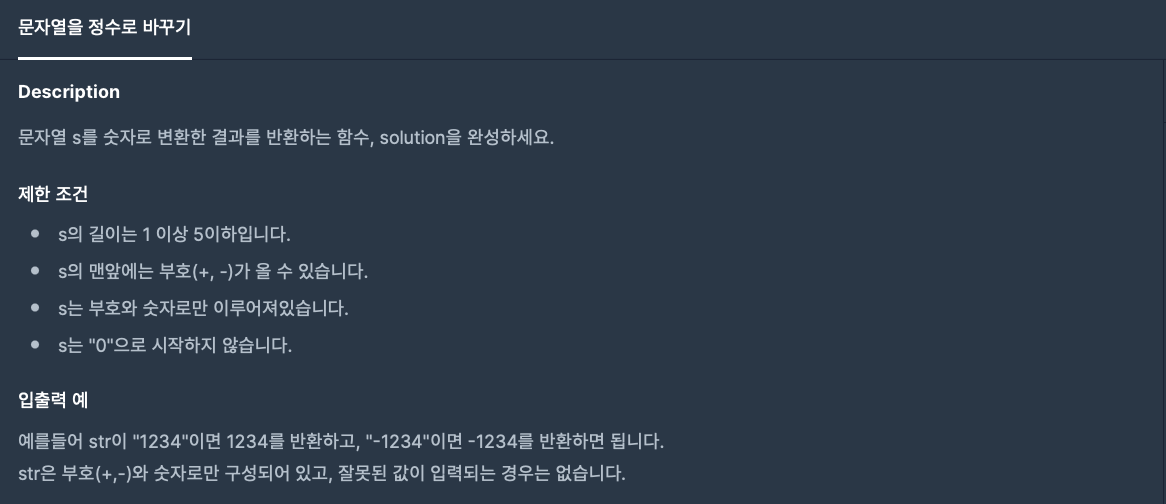 문자열을 정수로 바꾸기
Description
문자열 s를 숫자로 변환한 결과를 반환하는 함수, solution을 완성하세요.
제한 조건
s의 길이는 1 이상 5이하입니다.
s의 맨앞에는 부호(+, -)가 올 수 있습니다.
s는 부호와 숫자로만 이루어져있습니다.
s는 "0"으로 시작하지 않습니다.
입출력 예
예를들어 str이 "1234"이면 1234를 반환하고, "-1234"이면 -1234를 반환하면 됩니다.
str은 부호(+,-)와 숫자로만 구성되어 있고, 잘못된 값이 입력되는 경우는 없습니다.